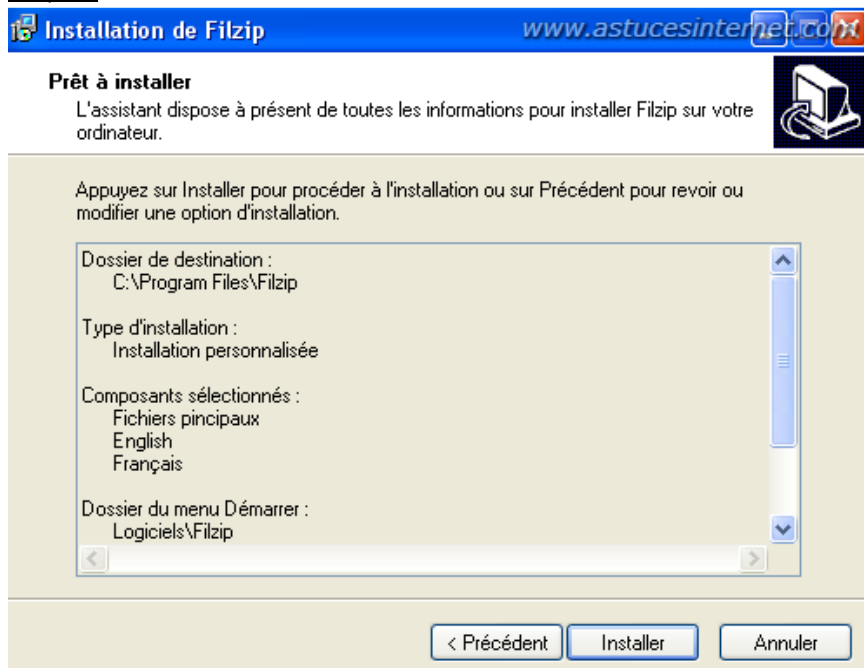 Installation de Filzip
www.astucesinternet.com
Prêt à installer
L'assistant dispose à présent de toutes les informations pour installer Filzip sur votre
ordinateur.
Appuyez sur Installer pour procéder à l'installation ou sur Précédent pour revoir ou
modifier une option d'installation.
Dossier de destination :
C:\Program Files\Filzip
Type d'installation :
Installation personnalisée
Composants sélectionnés :
Fichiers pincipaux
English
Français
Dossier du menu Démarrer :
Logiciels\Filzip
< Précédent
Installer
Annuler